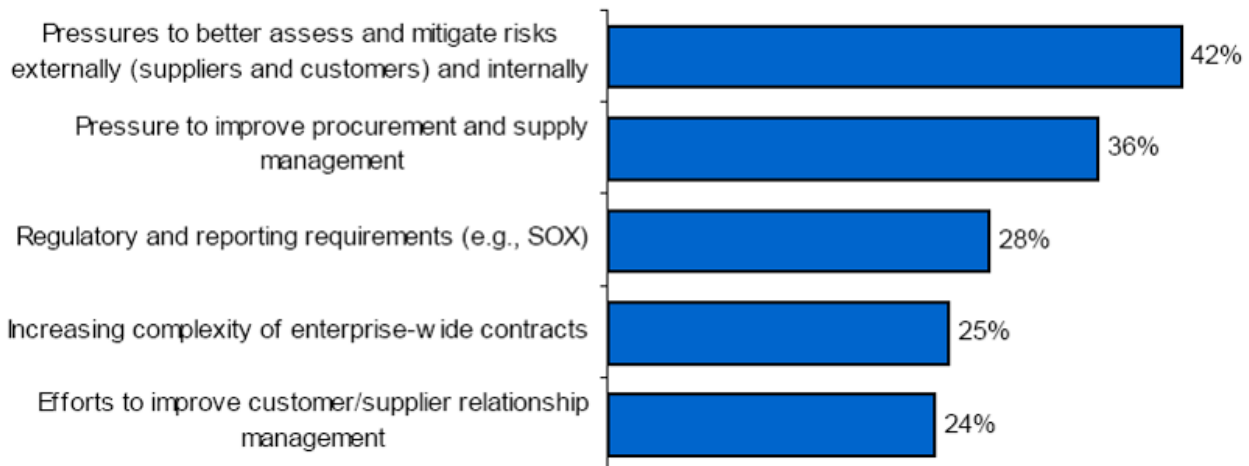 Pressures to better assess and mitigate risks
externally (suppliers and customers) and internally
42%
Pressure to improve procurement and supply
management
36%
Regulatory and reporting requirements (e.g., SOX)
28%
Increasing complexity of enterprise-wide contracts
25%
Efforts to improve customer/supplier relationship
management
24%